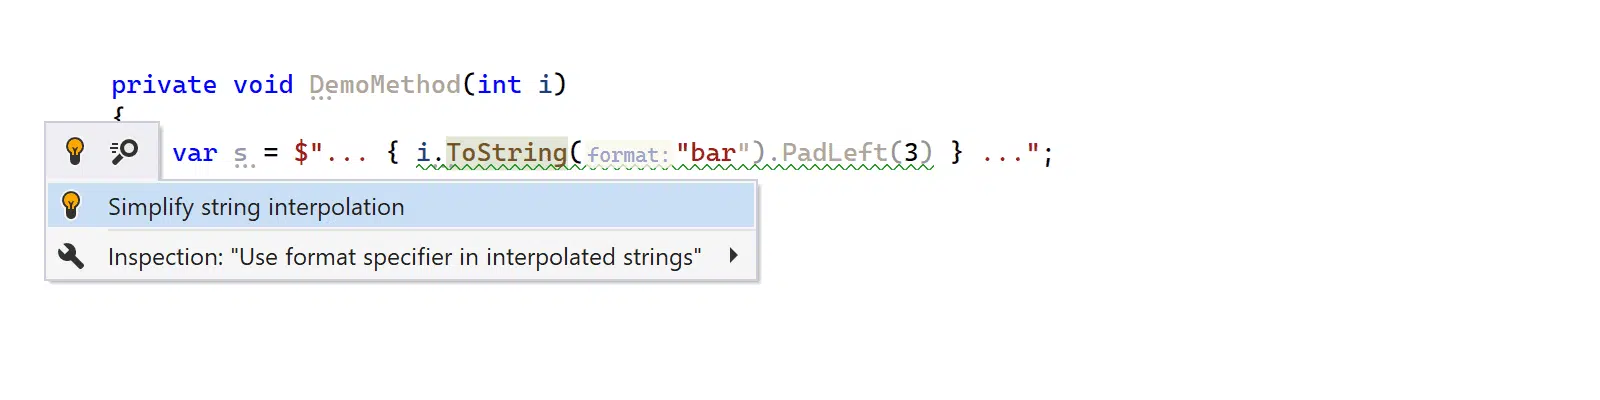 private void DemoMethod(int i)
{
var s = $"... { i.ToString(format:"bar").PadLeft(3) } ...";
Simplify string interpolation
Inspection: "Use format specifier in interpolated strings"